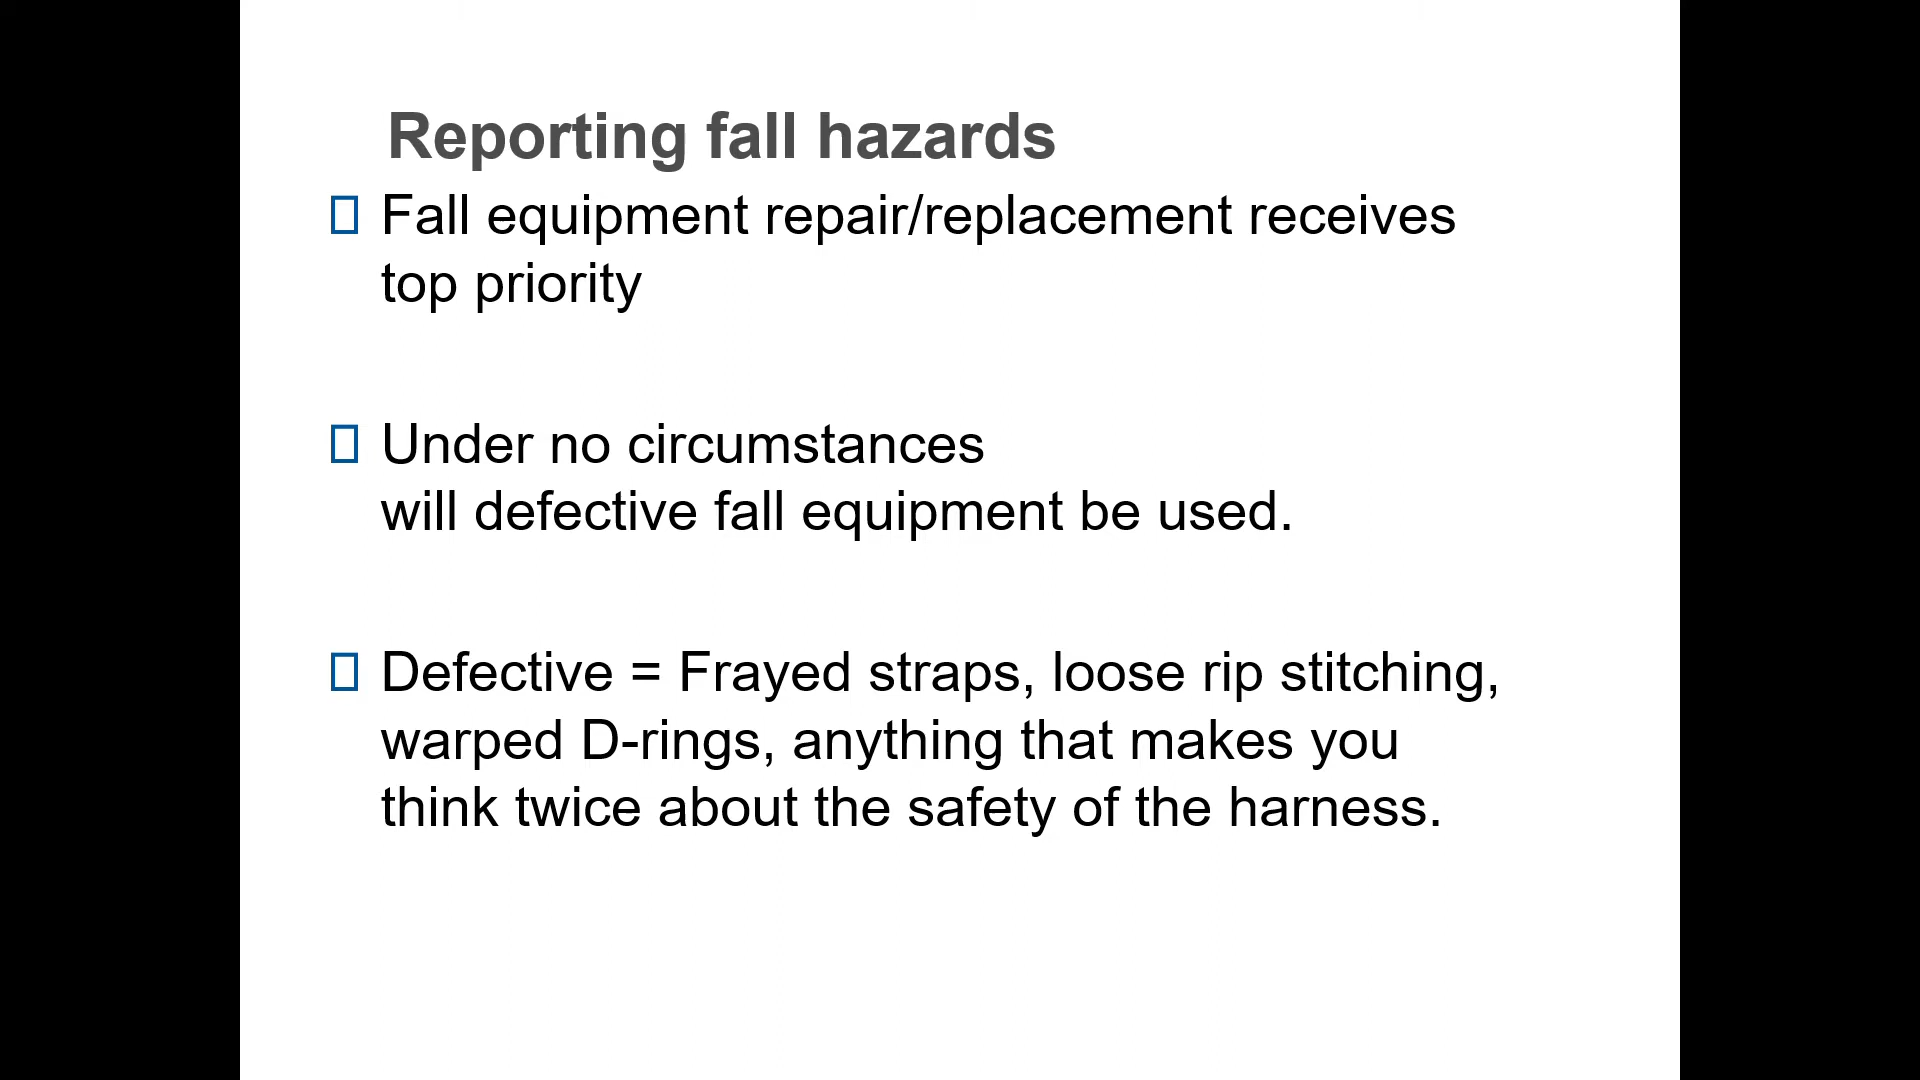 Reporting fall hazards
Fall equipment repair/replacement receives
top priority
Under no circumstances
will defective fall equipment be used.
Defective = Frayed straps, loose rip stitching,
warped D-rings, anything that makes you
think twice about the safety of the harness.